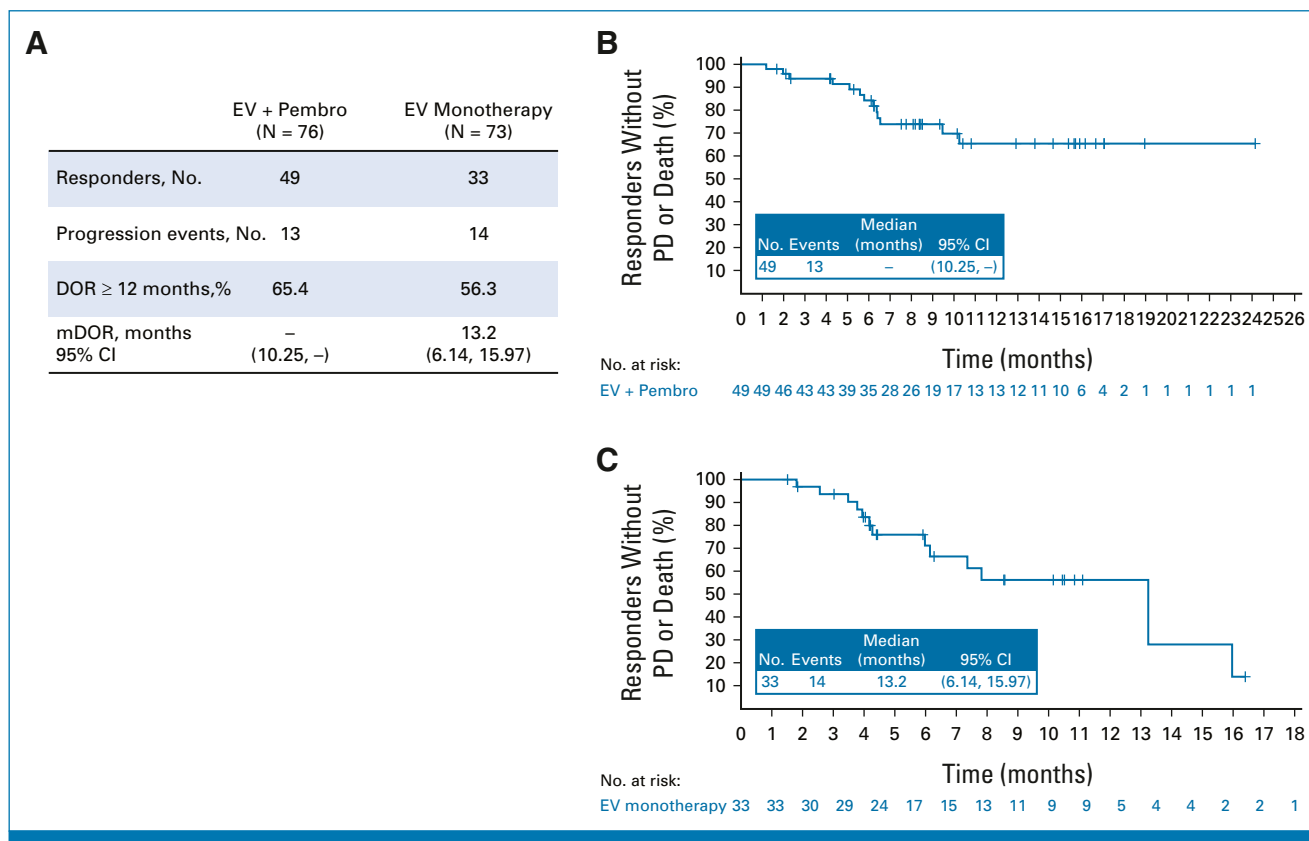 A
EV + Pembro EV Monotherapy
(N = 76) (N = 73)
Responders, No. 49 33
Progression events, No. 13 14
DOR ≥ 12 months,% 65.4 56.3
mDOR, months – 13.2
95% CI (10.25, –) (6.14, 15.97)
B
Responders Without
PD or Death (%)
100
90
80
70
60
50
40
30
20
10
Median
No. Events (months) 95% CI
49 13 – (10.25, –)
0 1 2 3 4 5 6 7 8 9 10 11 12 13 14 15 16 17 18 19 20 21 22 23 24 25 26
Time (months)
No. at risk:
EV + Pembro 49 49 46 43 43 39 35 28 26 19 17 13 13 12 11 10 6 4 2 1 1 1 1 1 1
C
Responders Without
PD or Death (%)
100
90
80
70
60
50
40
30
20
10
Median
No. Events (months) 95% CI
33 14 13.2 (6.14, 15.97)
0 1 2 3 4 5 6 7 8 9 10 11 12 13 14 15 16 17 18
Time (months)
No. at risk:
EV monotherapy 33 33 30 29 24 17 15 13 11 9 9 5 4 4 2 2 1